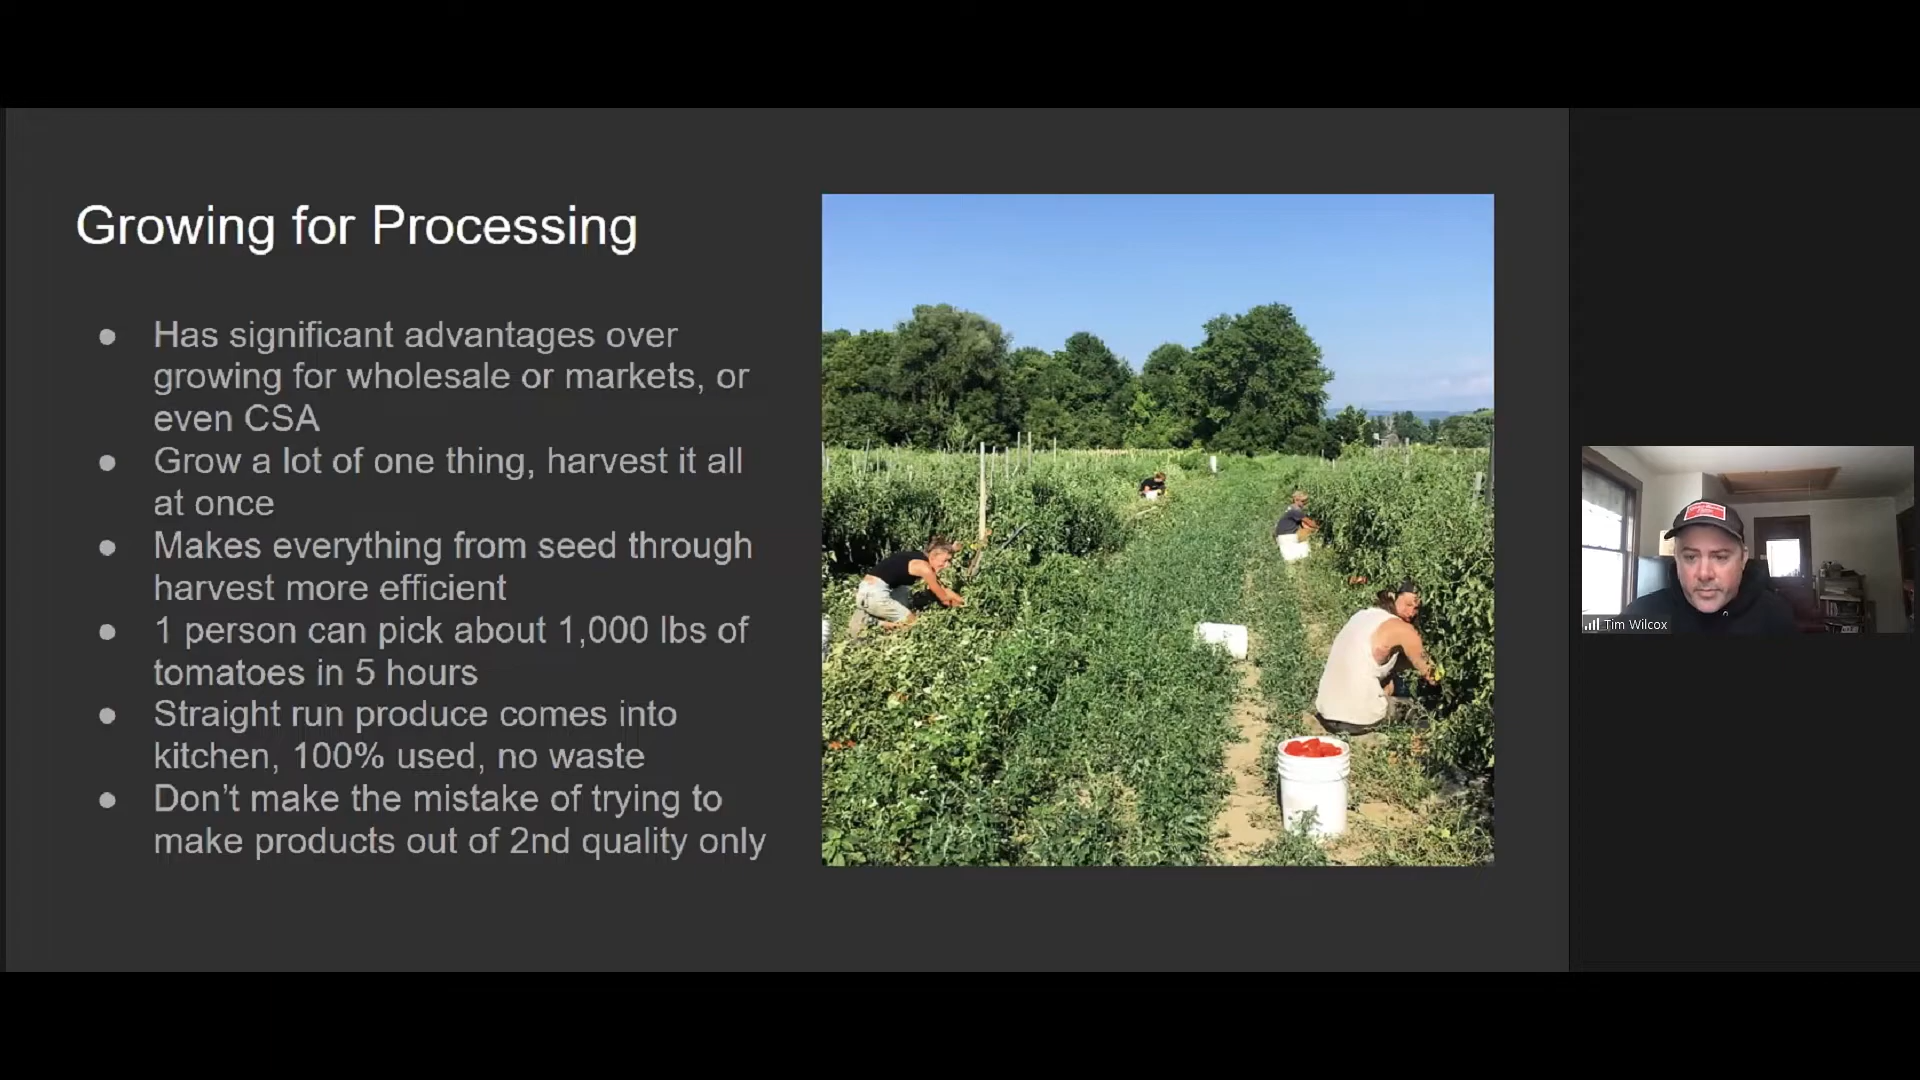 Growing for Processing
● Has significant advantages over
growing for wholesale or markets, or
even CSA
● Grow a lot of one thing, harvest it all
at once
● Makes everything from seed through
harvest more efficient
● 1 person can pick about 1,000 lbs of
tomatoes in 5 hours
● Straight run produce comes into
kitchen, 100% used, no waste
● Don’t make the mistake of trying to
make products out of 2nd quality only
Tim Wilcox